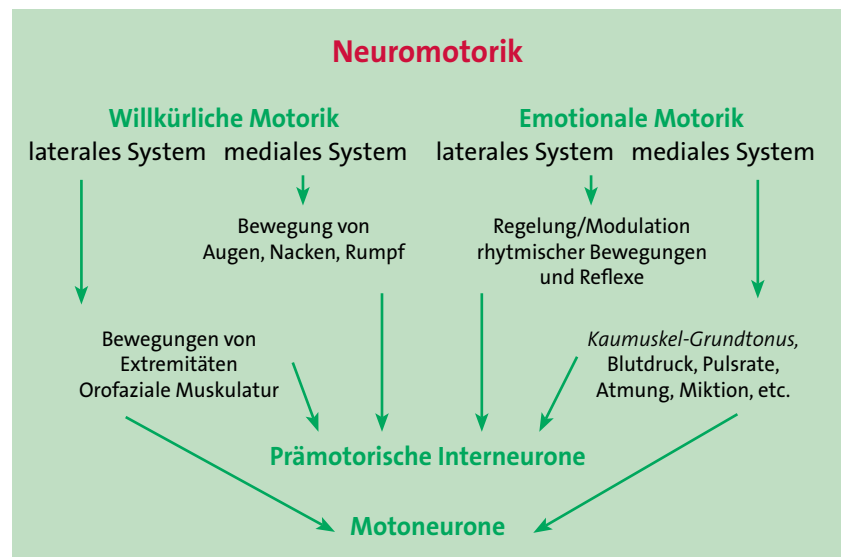 Neuromotorik
Willkürliche Motorik
laterales System mediales System
Emotionale Motorik
laterales System mediales System
Bewegung von
Augen, Nacken, Rumpf
Regelung/Modulation
rhytmischer Bewegungen
und Reflexe
Bewegungen von
Extremitäten
Orofaziale Muskulatur
Kaumuskel-Grundtonus,
Blutdruck, Pulsrate,
Atmung, Miktion, etc.
Prämotorische Interneurone
Motoneurone